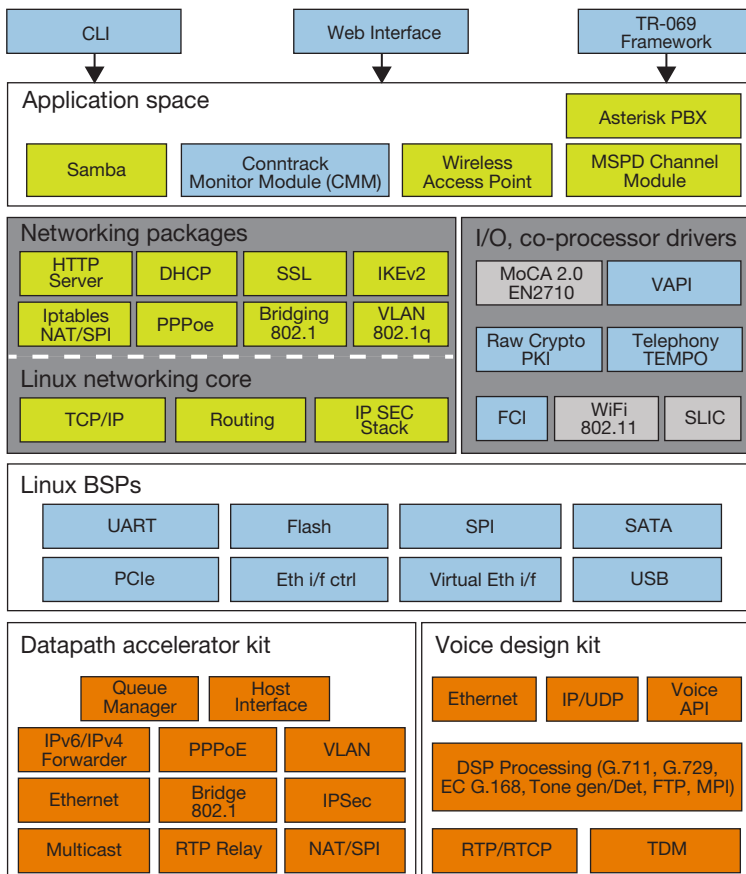 CLI
Web Interface
TR-069
Framework
Application space
Asterisk PBX
Samba
Conntrack
Monitor Module (CMM)
Wireless
Access Point
MSPD Channel
Module
Networking packages
HTTP
Server
DHCP
SSL
IKEv2
Iptables
NAT/SPI
PPPoe
Bridging
802.1
VLAN
802.1q
Linux networking core
TCP/IP
Routing
IP SEC
Stack
I/O, co-processor drivers
MoCA 2.0
EN2710
VAPI
Raw Crypto
PKI
Telephony
TEMPO
FCI
WiFi
802.11
SLIC
Linux BSPs
UART
Flash
SPI
SATA
PCIe
Eth i/f ctrl
Virtual Eth i/f
USB
Datapath accelerator kit
Queue
Manager
Host
Interface
IPv6/IPv4
Forwarder
PPPoE
VLAN
Ethernet
Bridge
802.1
IPSec
Multicast
RTP Relay
NAT/SPI
Voice design kit
Ethernet
IP/UDP
Voice
API
DSP Processing (G.711, G.729,
EC G.168, Tone gen/Det, FTP, MPI)
RTP/RTCP
TDM